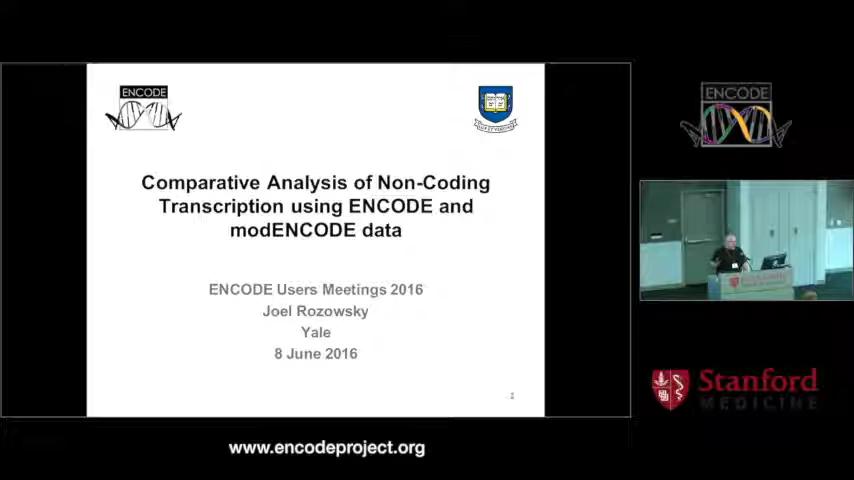 ENCODE
Comparative Analysis of Non-Coding
Transcription using ENCODE and
modENCODE data
ENCODE Users Meetings 2016
Joel Rozowsky
Yale
8 June 2016
www.encodeproject.org
ENCODE
Stanford
MEDICINE